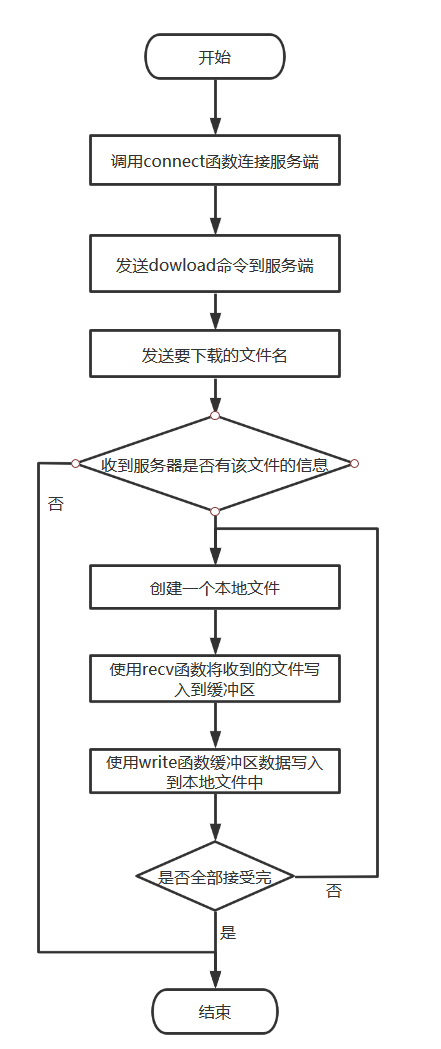 开始
调用connect函数连接服务端
发送dowload命令到服务端
发送要下载的文件名
收到服务器是否有该文件的信息
否
创建一个本地文件
使用recv函数将收到的文件写
入到缓冲区
使用write函数缓冲区数据写入
到本地文件中
是否全部接受完
否
是
结束